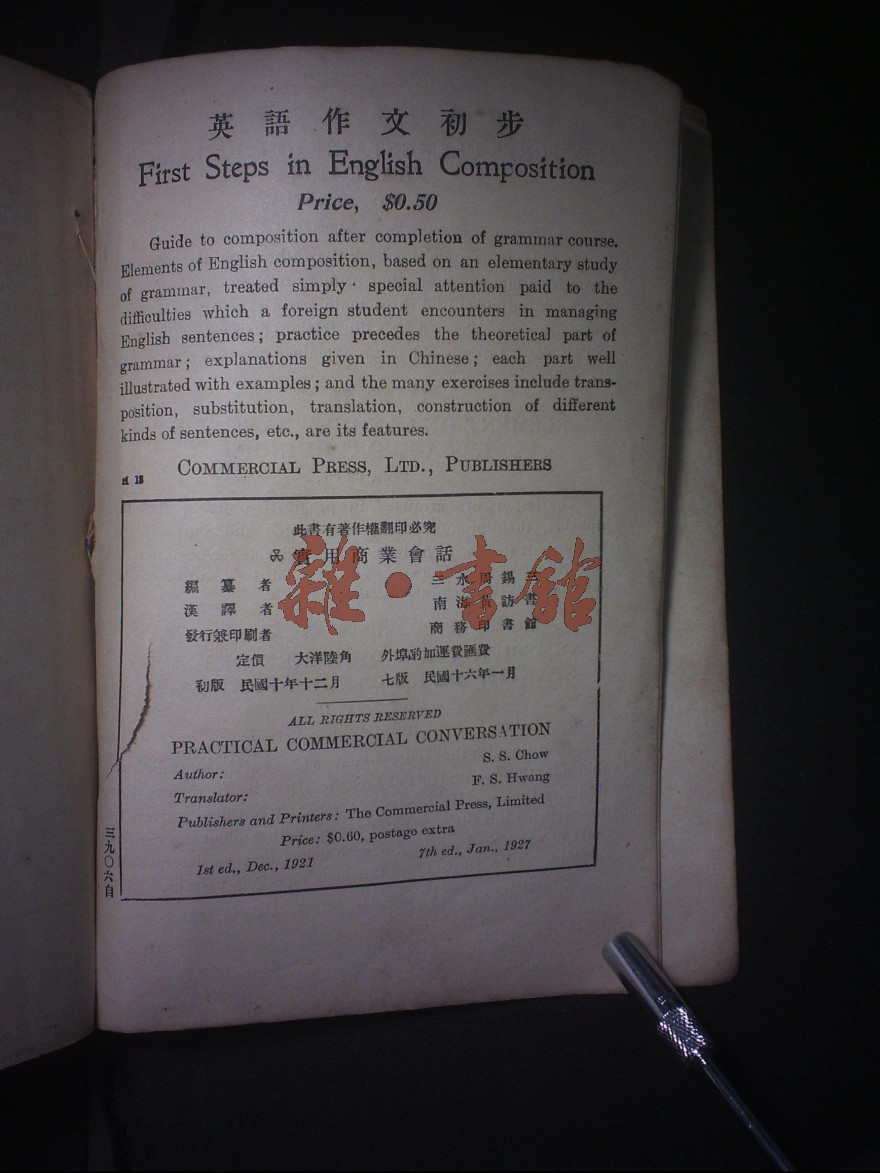 英語作文初步
First Steps in English Composition
Price, $0.50
Guide to composition after completion of grammar course.
Elements of English composition, based on an elementary study
of grammar, treated simply· special attention paid to the
difficulties which a foreign student encounters in managing
English sentences; practice precedes the theoretical part of
grammar; explanations given in Chinese; each part well
illustrated with examples; and the many exercises include trans-
position, substitution, translation, construction of different
kinds of sentences, etc., are its features.
COMMERCIAL PRESS, LTD., PUBLISHERS
此書有著作權翻印必究
實用商業會話
編纂者 三水周錫三
漢譯者 南海黃訪書
發行兼印刷者 商務印書館
定價 大洋陸角 外埠酌加運費匯費
初版 民國十年十二月 七版 民國十六年一月
雜·書館
ALL RIGHTS RESERVED
PRACTICAL COMMERCIAL CONVERSATION
Author: S. S. Chow
Translator: F. S. Hwang
Publishers and Printers: The Commercial Press, Limited
Price: $0.60, postage extra
1st ed., Dec., 1921 7th ed., Jan., 1927
三九〇六自